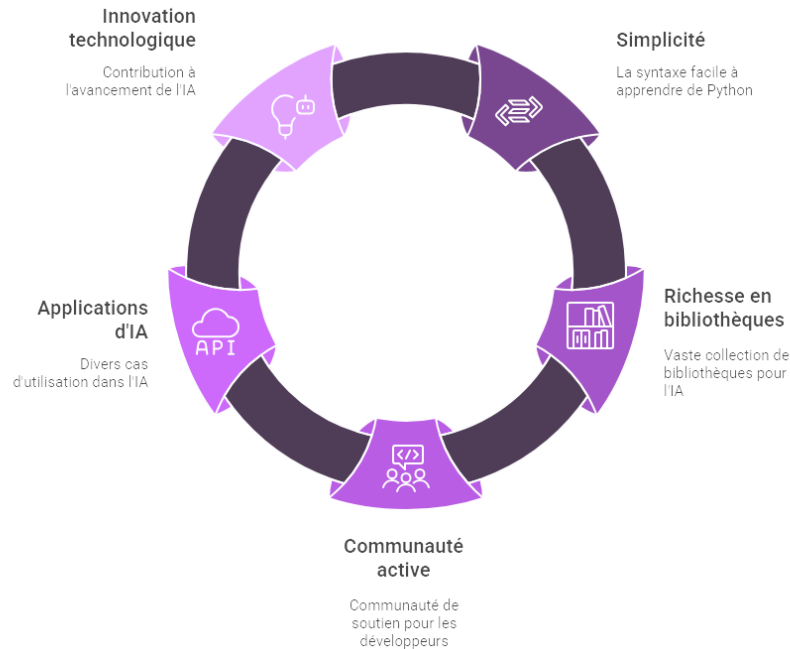 Innovation
technologique
Contribution à
l'avancement de l'IA
Simplicité
La syntaxe facile à
apprendre de Python
Richesse en
bibliothèques
Vaste collection de
bibliothèques pour
l'IA
Communauté
active
Communauté de
soutien pour les
développeurs
Applications
d'IA
Divers cas
d'utilisation dans l'IA
API